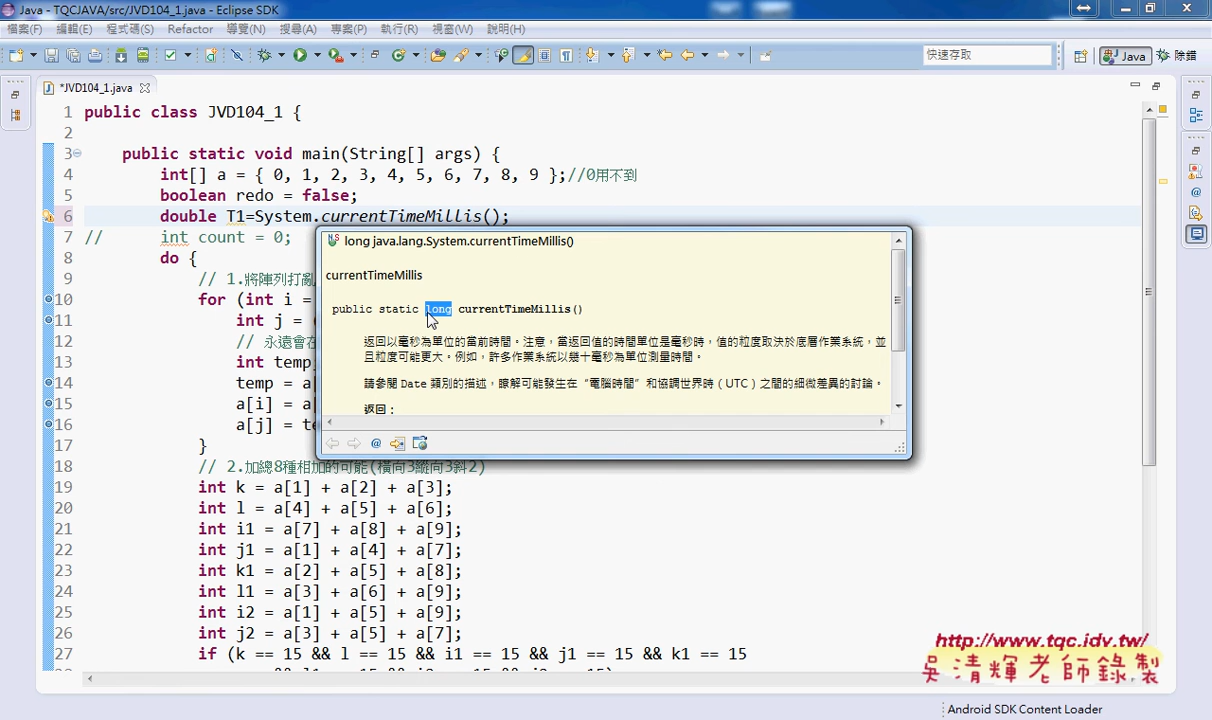 Java - TQCJAVA/src/JVD104_1.java - Eclipse SDK
檔案(F) 編輯(E) 程式碼(S) Refactor 導覽(N) 搜尋(A) 專案(P) 執行(R) 視窗(W) 說明(H)
快速存取 Java 除錯
*JVD104_1.java
1 public class JVD104_1 {
2
3 public static void main(String[] args) {
4 int[] a = { 0, 1, 2, 3, 4, 5, 6, 7, 8, 9 };//0用不到
5 boolean redo = false;
6 double T1=System.currentTimeMillis();
7 // int count = 0;
8 do {
9 // 1.將陣列打亂
10 for (int i =
11 int j = (
12 // 永遠會在
13 int temp
14 temp = a
15 a[i] = a
16 a[j] = te
17 }
18 // 2.加總8種相加的可能(橫向3縱向3斜2)
19 int k = a[1] + a[2] + a[3];
20 int l = a[4] + a[5] + a[6];
21 int i1 = a[7] + a[8] + a[9];
22 int j1 = a[1] + a[4] + a[7];
23 int k1 = a[2] + a[5] + a[8];
24 int l1 = a[3] + a[6] + a[9];
25 int i2 = a[1] + a[5] + a[9];
26 int j2 = a[3] + a[5] + a[7];
27 if (k == 15 && l == 15 && i1 == 15 && j1 == 15 && k1 == 15
long java.lang.System.currentTimeMillis()
currentTimeMillis
public static long currentTimeMillis()
返回以毫秒為單位的當前時間。注意，當返回值的時間單位是毫秒時，值的粒度取決於底層作業系統，並
且粒度可能更大。例如，許多作業系統以幾十毫秒為單位測量時間。
請參閱 Date 類別的描述，瞭解可能發生在“電腦時間”和協調世界時（UTC）之間的細微差異的討論。
返回：
http://www.tqc.idv.tw/
吳清輝老師錄製
Android SDK Content Loader